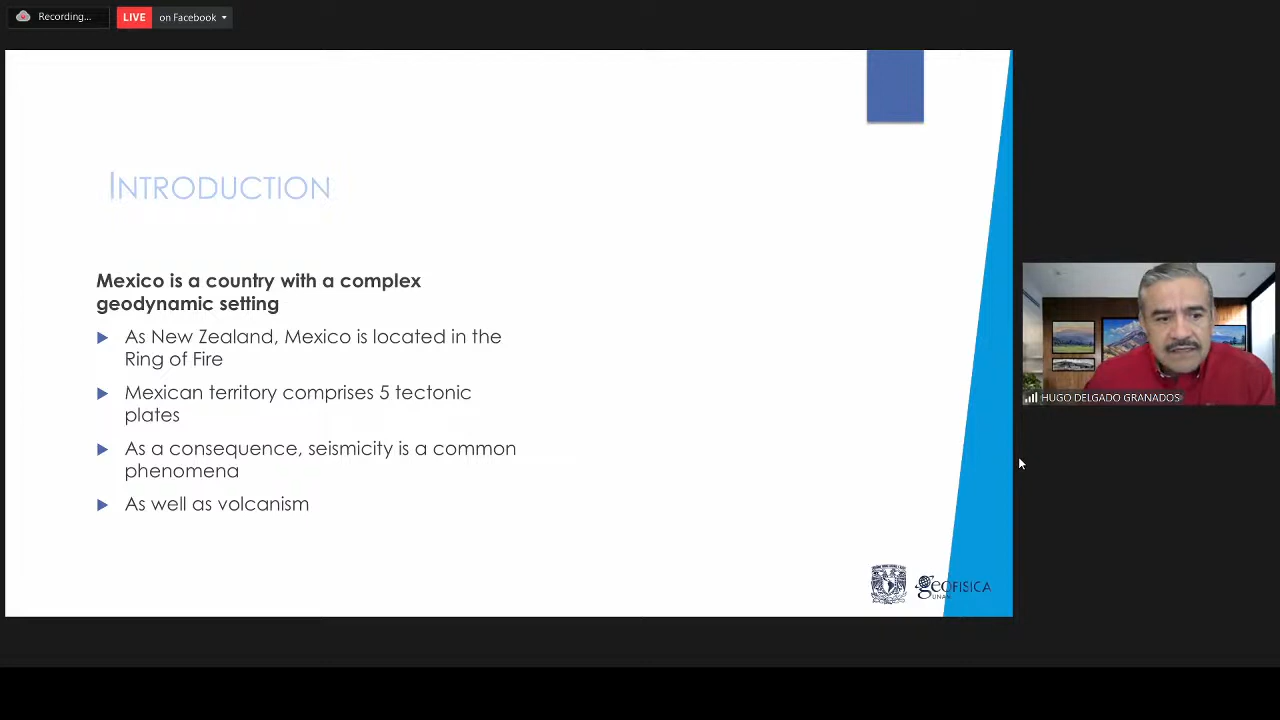 Recording...
LIVE on Facebook
INTRODUCTION
Mexico is a country with a complex
geodynamic setting
As New Zealand, Mexico is located in the
Ring of Fire
Mexican territory comprises 5 tectonic
plates
As a consequence, seismicity is a common
phenomena
As well as volcanism
HUGO DELGADO GRANADOS
geOFISICA
UNAM